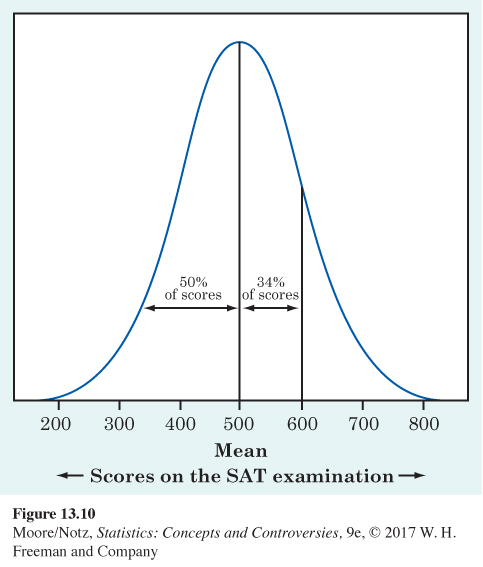 50%
of scores
34%
of scores
200 300 400 500 600 700 800
Mean
Scores on the SAT examination
Figure 13.10
Moore/Notz, Statistics: Concepts and Controversies, 9e, © 2017 W. H.
Freeman and Company